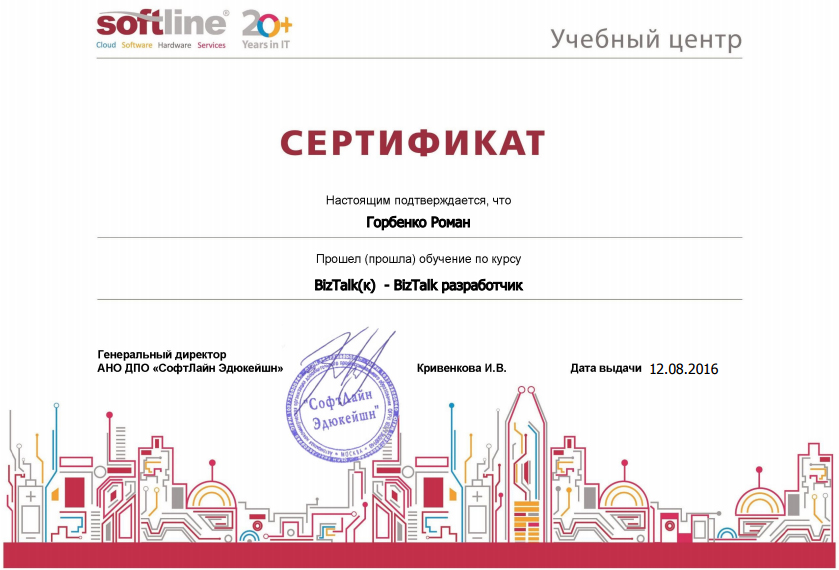 softline® 20+
Cloud Software Hardware Services Years in IT
Учебный центр
СЕРТИФИКАТ
Настоящим подтверждается, что
Горбенко Роман
Прошел (прошла) обучение по курсу
BizTalk(к) - BizTalk разработчик
Генеральный директор
АНО ДПО «СофтЛайн Эдюкейшн»
Кривенкова И.В.
Дата выдачи 12.08.2016
"СофтЛайн
Эдюкейшн"
МОСКВА